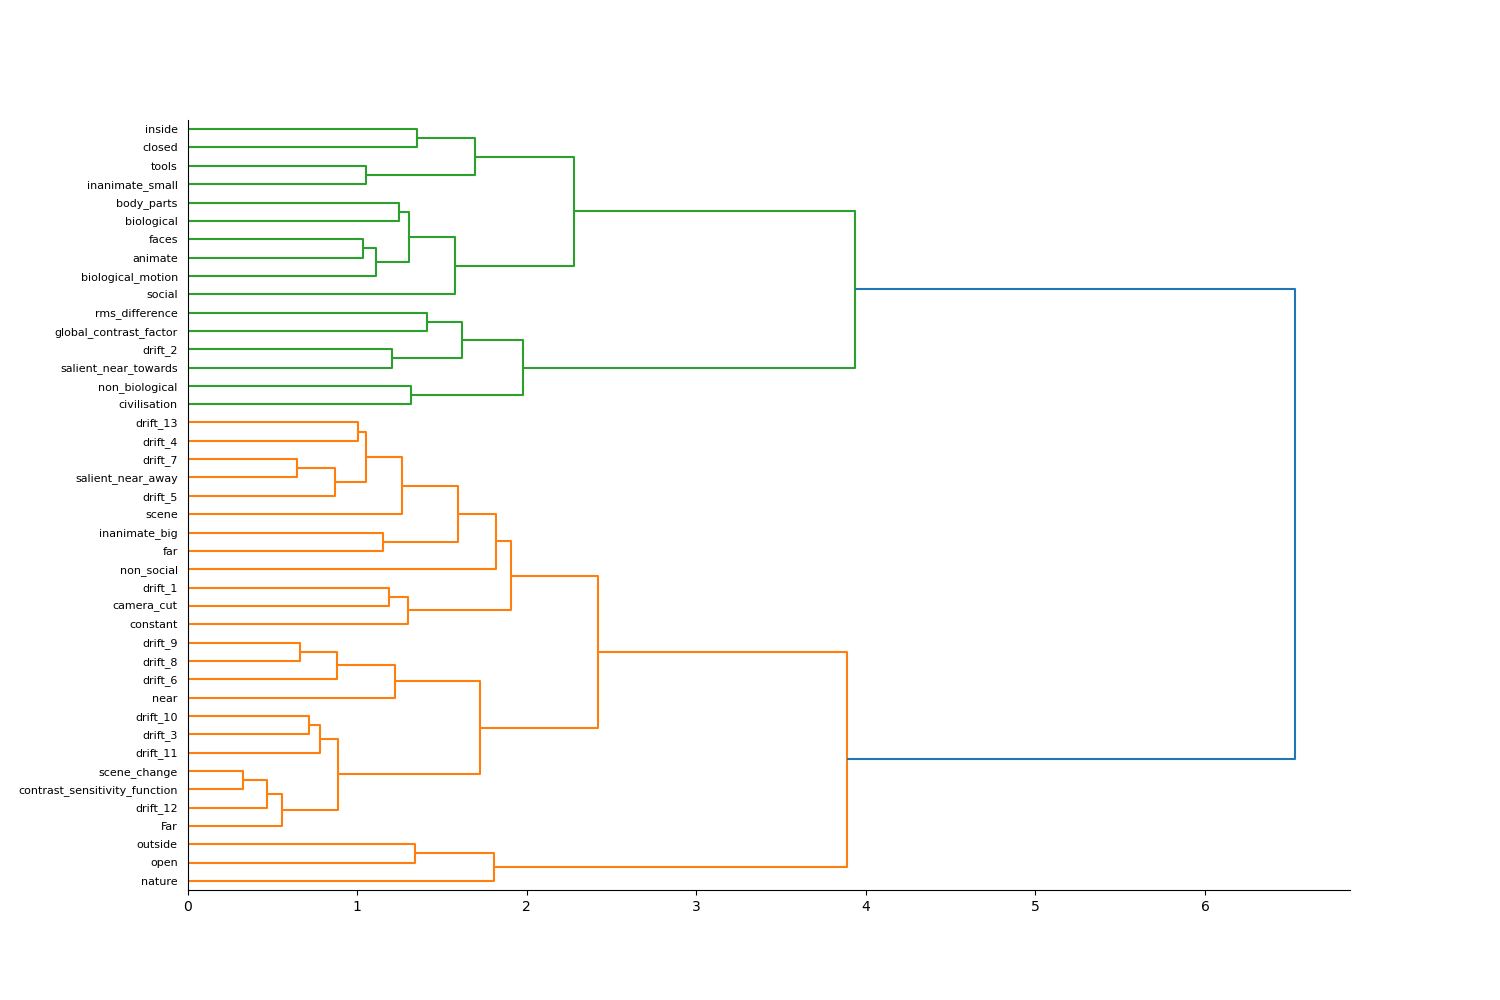 inside
closed
tools
inanimate_small
body_parts
biological
faces
animate
biological_motion
social
rms_difference
global_contrast_factor
drift_2
salient_near_towards
non_biological
civilisation
drift_13
drift_4
drift_7
salient_near_away
drift_5
scene
inanimate_big
far
non_social
drift_1
camera_cut
constant
drift_9
drift_8
drift_6
near
drift_10
drift_3
drift_11
scene_change
contrast_sensitivity_function
drift_12
Far
outside
open
nature
0 1 2 3 4 5 6